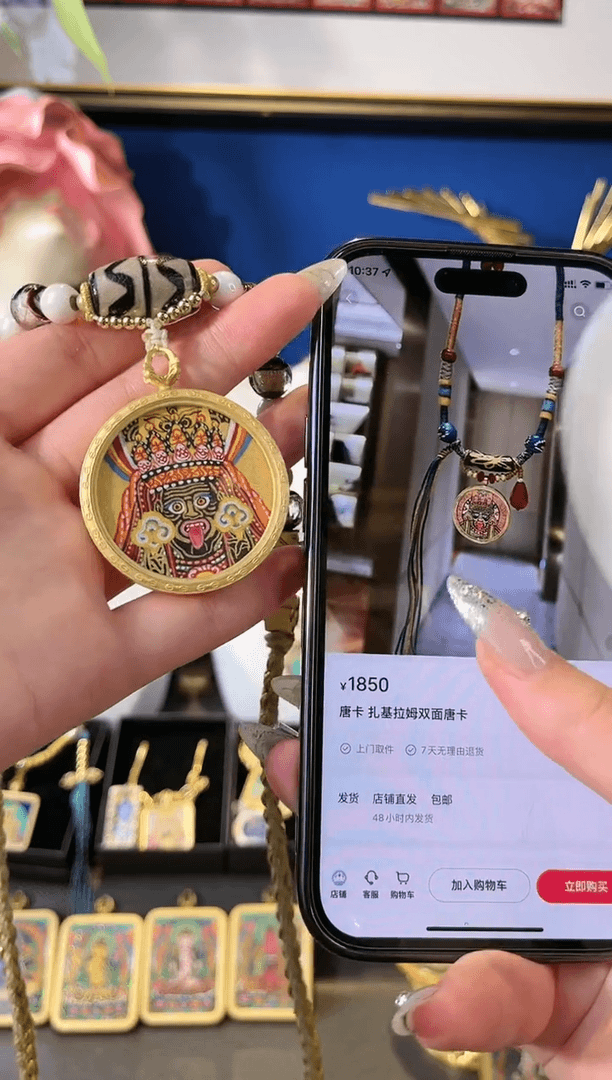 10:37
¥1850
唐卡 扎基拉姆双面唐卡
上门取件 7天无理由退货
发货 店铺直发 包邮
48小时内发货
店铺 客服 购物车 加入购物车 立即购买